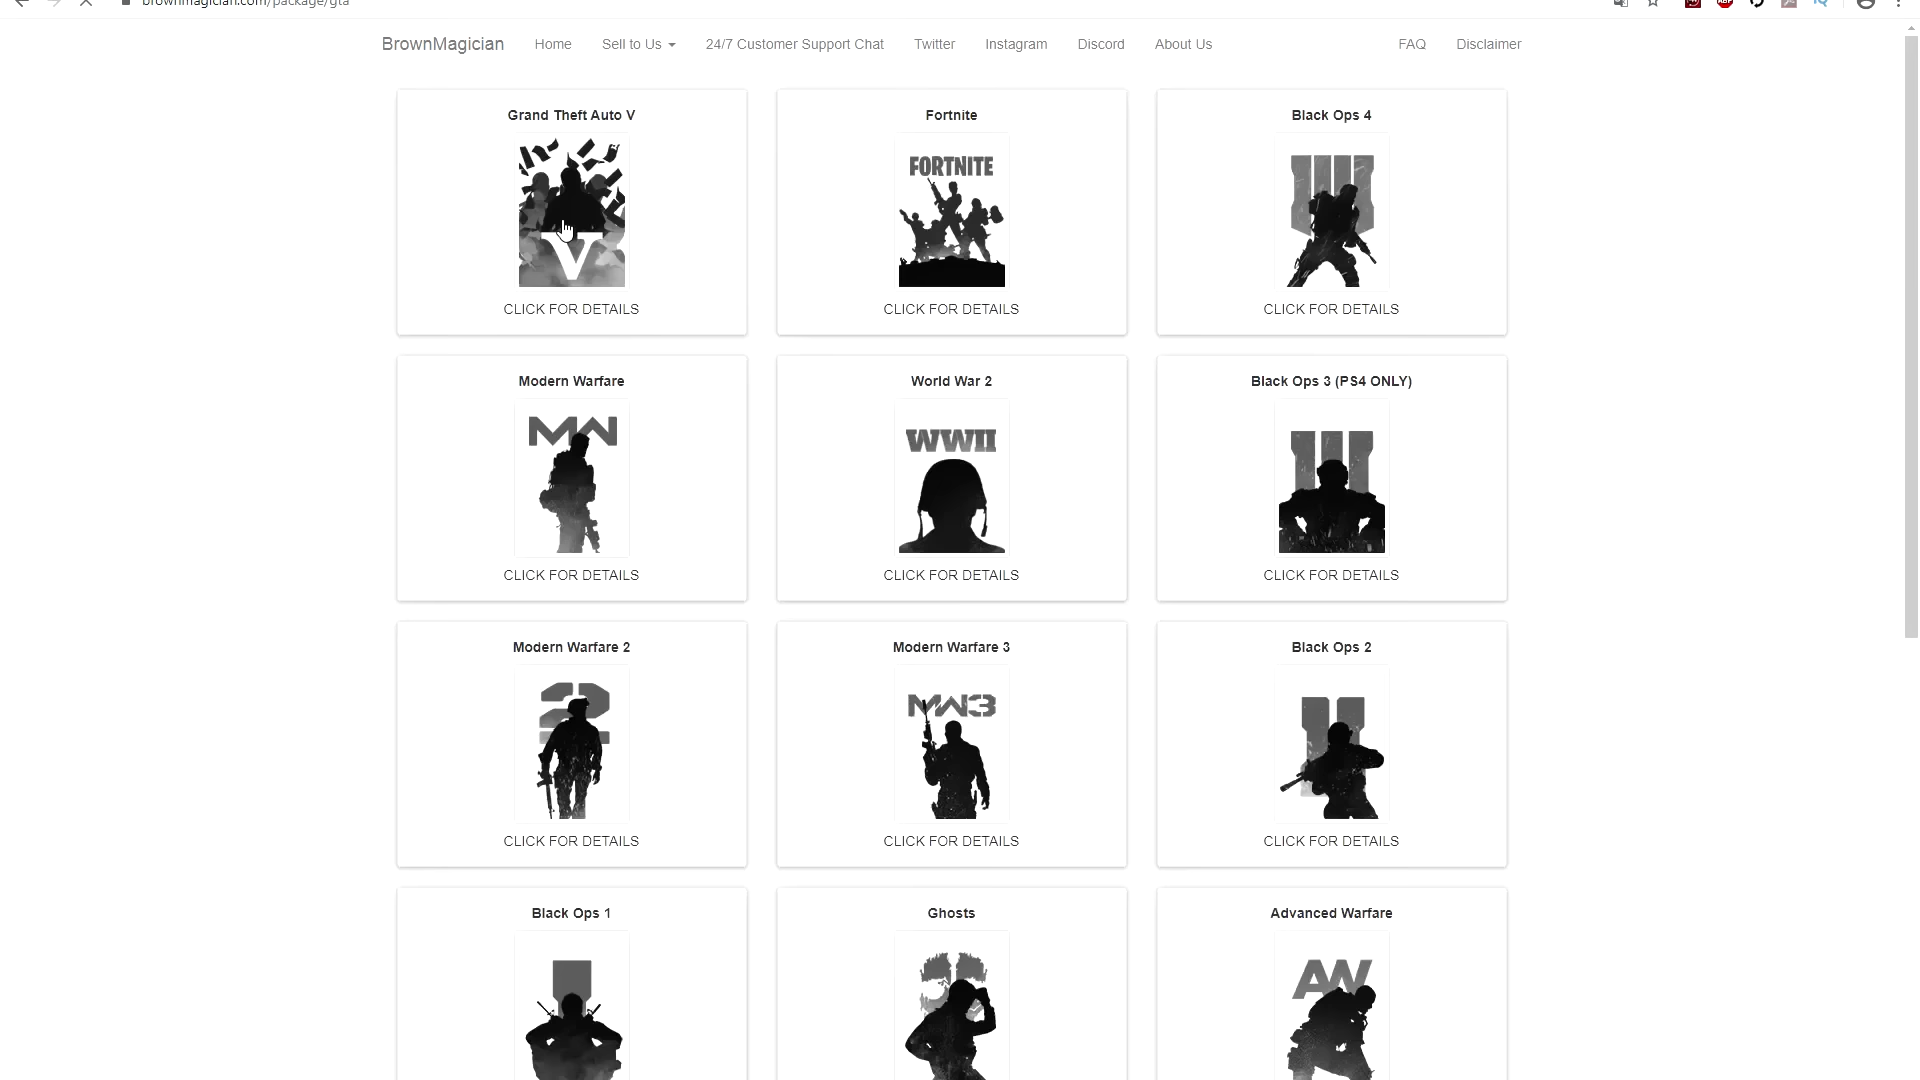 brownmagician.com/package/gta
BrownMagician Home Sell to Us 24/7 Customer Support Chat Twitter Instagram Discord About Us FAQ Disclaimer
Grand Theft Auto V Fortnite Black Ops 4
V FORTNITE IIII
CLICK FOR DETAILS CLICK FOR DETAILS CLICK FOR DETAILS
Modern Warfare World War 2 Black Ops 3 (PS4 ONLY)
MW WWII III
CLICK FOR DETAILS CLICK FOR DETAILS CLICK FOR DETAILS
Modern Warfare 2 Modern Warfare 3 Black Ops 2
2 MW3 II
CLICK FOR DETAILS CLICK FOR DETAILS CLICK FOR DETAILS
Black Ops 1 Ghosts Advanced Warfare
AW